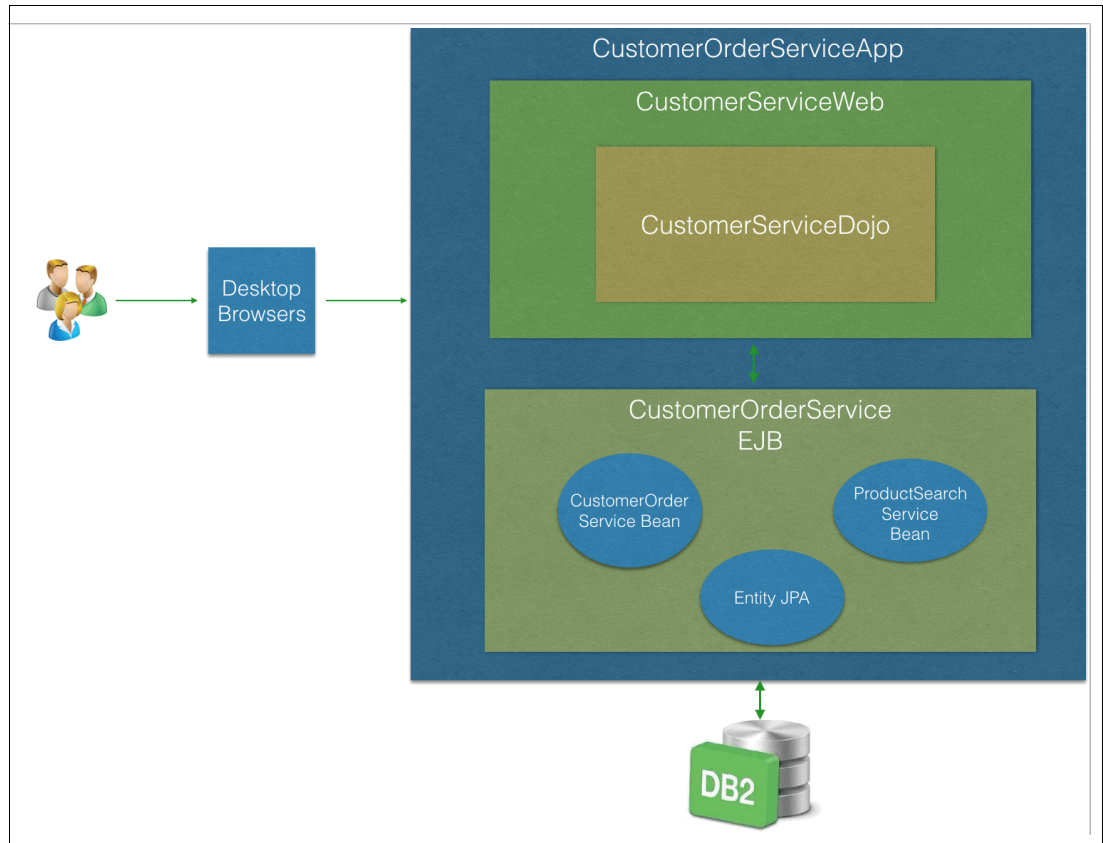 CustomerOrderServiceApp
CustomerServiceWeb
CustomerServiceDojo
Desktop
Browsers
CustomerOrderService
EJB
CustomerOrder
Service Bean
ProductSearch
Service
Bean
Entity JPA
DB2